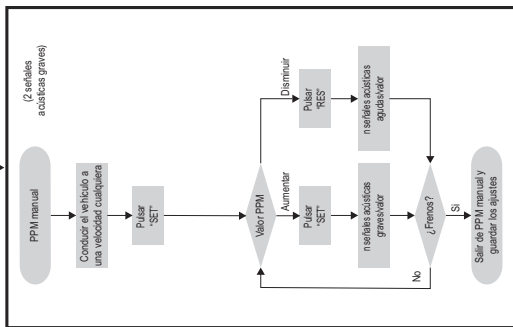 PPM manual
(2 señales
acústicas graves)
Conducir el vehículo a
una velocidad cualquiera
Pulsar
"SET"
Valor PPM
Aumentar
Disminuir
Pulsar
"SET"
Pulsar
"RES"
n señales acústicas
graves/valor
n señales acústicas
agudas/valor
¿Frenos?
No
Si
Salir de PPM manual y
guardar los ajustes